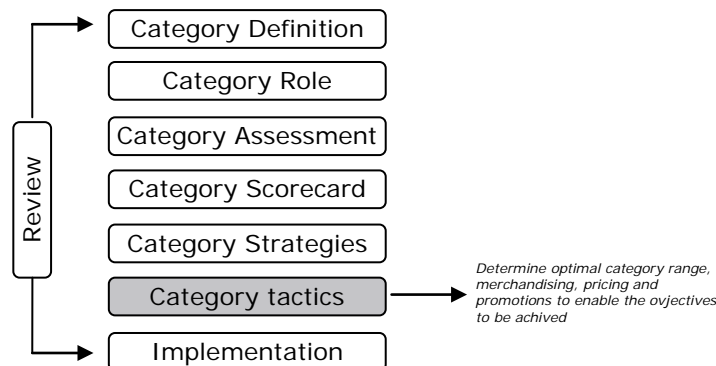 Category Definition
Category Role
Category Assessment
Category Scorecard
Category Strategies
Category tactics
Implementation
Review
Determine optimal category range,
merchandising, pricing and
promotions to enable the ovjectives
to be achived